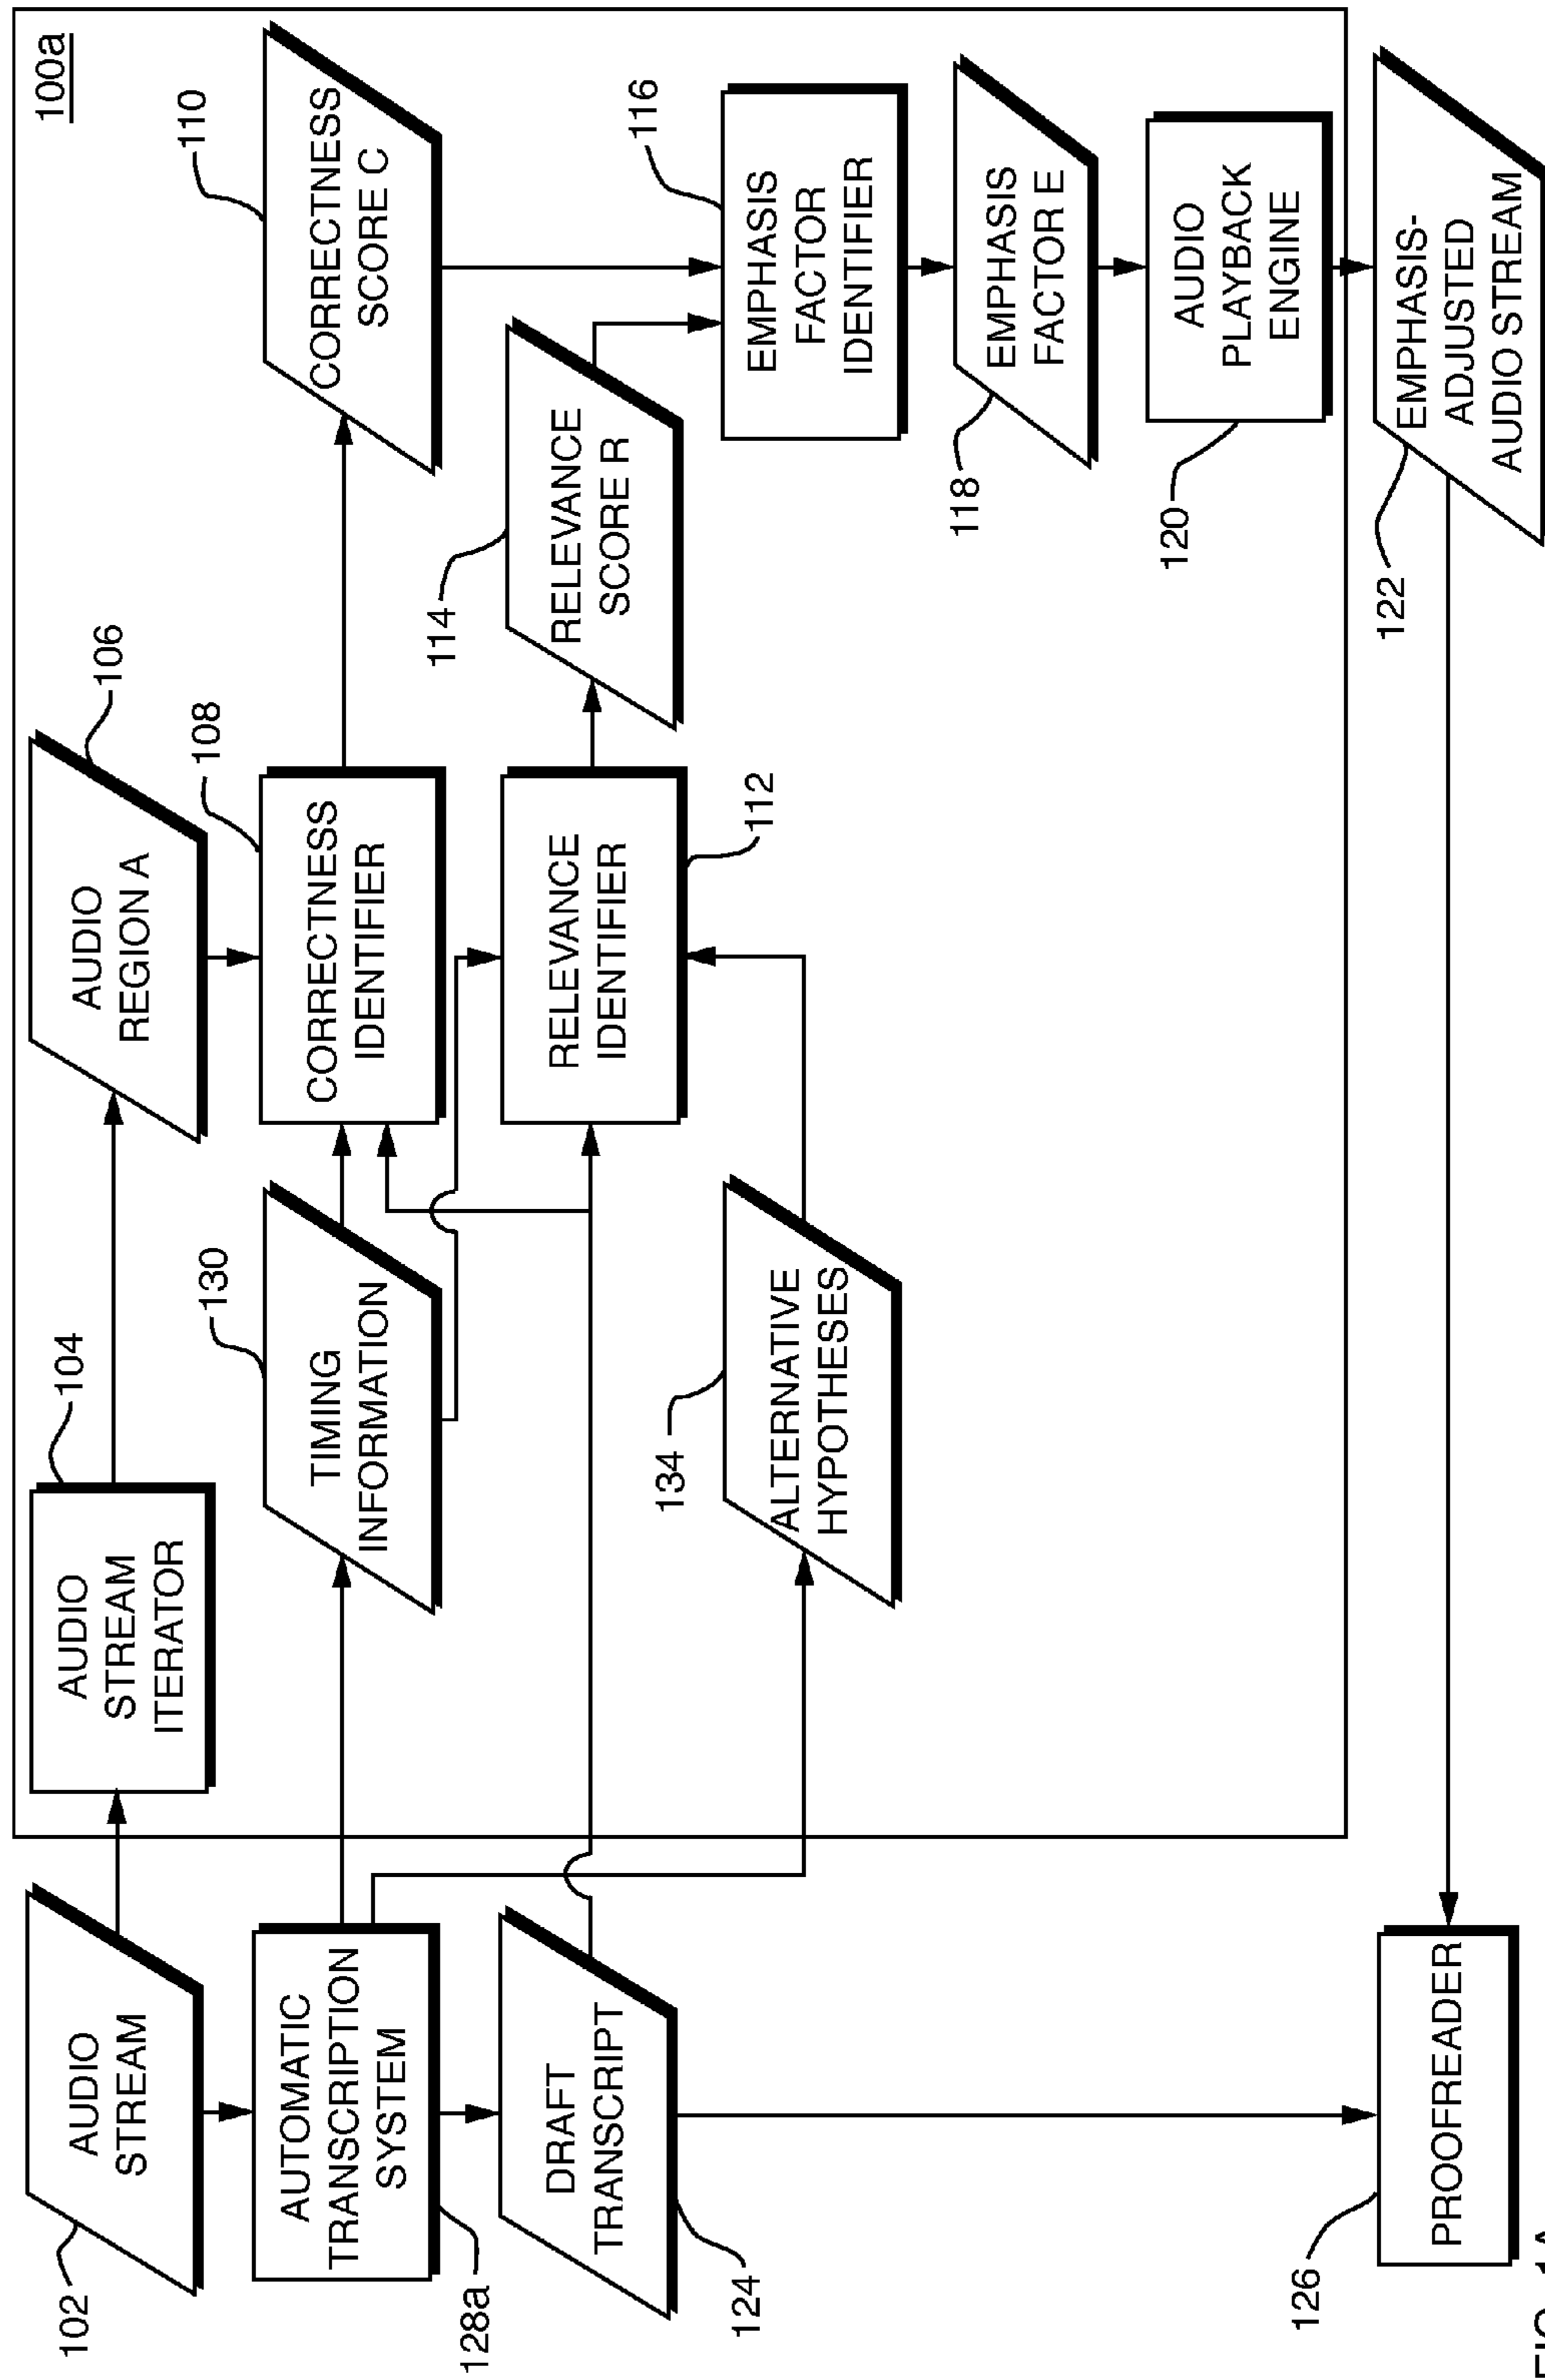 100a
102
AUDIO
STREAM
AUDIO
STREAM
ITERATOR
104
AUDIO
REGION A
106
128a
AUTOMATIC
TRANSCRIPTION
SYSTEM
TIMING
INFORMATION
130
CORRECTNESS
IDENTIFIER
108
CORRECTNESS
SCORE C
110
124
DRAFT
TRANSCRIPT
RELEVANCE
IDENTIFIER
112
RELEVANCE
SCORE R
114
134
ALTERNATIVE
HYPOTHESES
EMPHASIS
FACTOR
IDENTIFIER
116
118
EMPHASIS
FACTOR E
120
AUDIO
PLAYBACK
ENGINE
122
EMPHASIS-
ADJUSTED
AUDIO STREAM
126
PROOFREADER
FIG. 1A